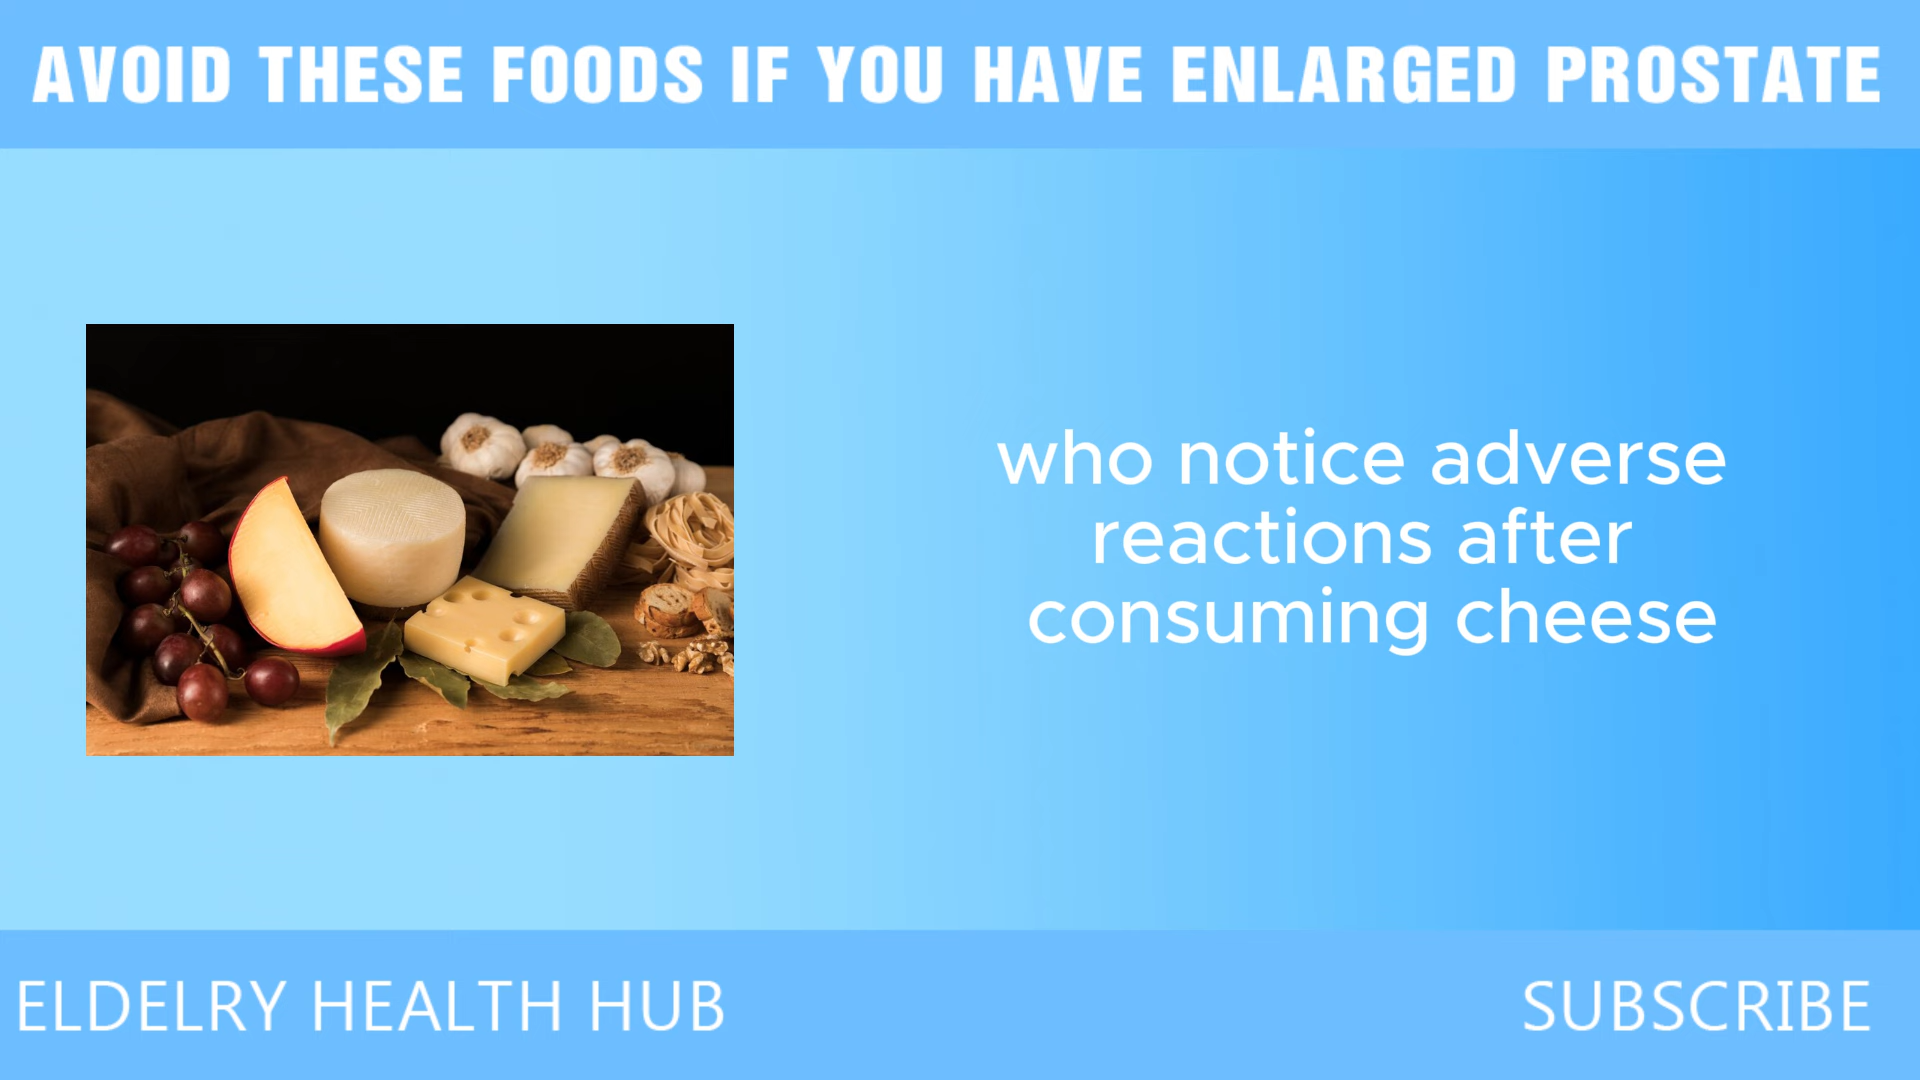 AVOID THESE FOODS IF YOU HAVE ENLARGED PROSTATE
who notice adverse
reactions after
consuming cheese
ELDELRY HEALTH HUB
SUBSCRIBE